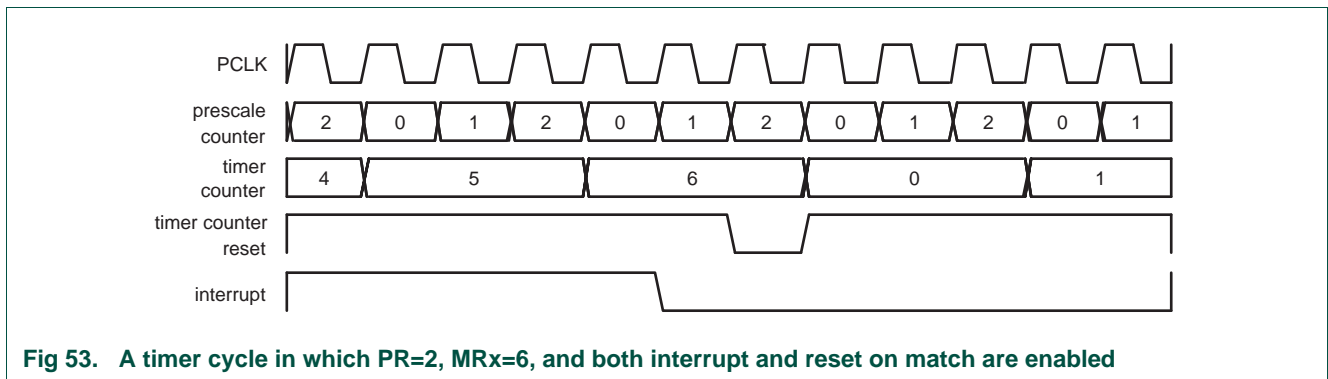 PCLK
prescale
counter
2 0 1 2 0 1 2 0 1 2 0 1
timer
counter
4 5 6 0 1
timer counter
reset
interrupt
Fig 53. A timer cycle in which PR=2, MRx=6, and both interrupt and reset on match are enabled